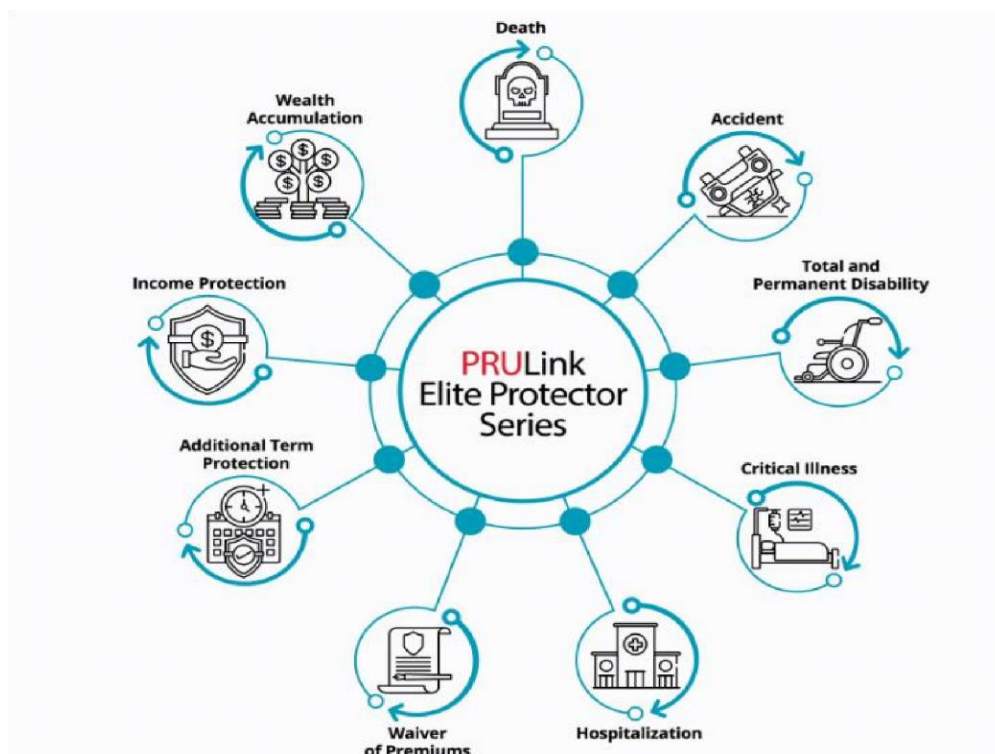 Death
Accident
Total and
Permanent Disability
Critical Illness
Hospitalization
Waiver
of Premiums
Additional Term
Protection
Income Protection
Wealth
Accumulation
PRULink
Elite Protector
Series